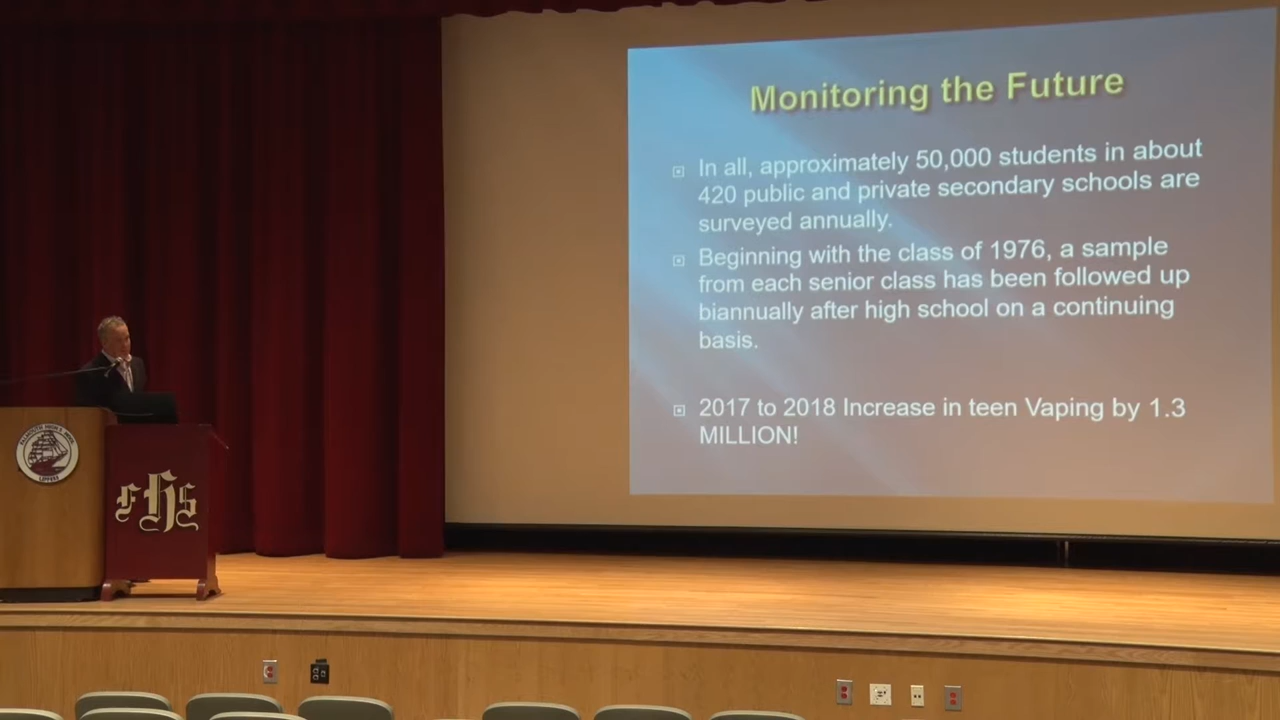 Monitoring the Future
In all, approximately 50,000 students in about
420 public and private secondary schools are
surveyed annually.
Beginning with the class of 1976, a sample
from each senior class has been followed up
biannually after high school on a continuing
basis.
2017 to 2018 Increase in teen Vaping by 1.3
MILLION!
FHS